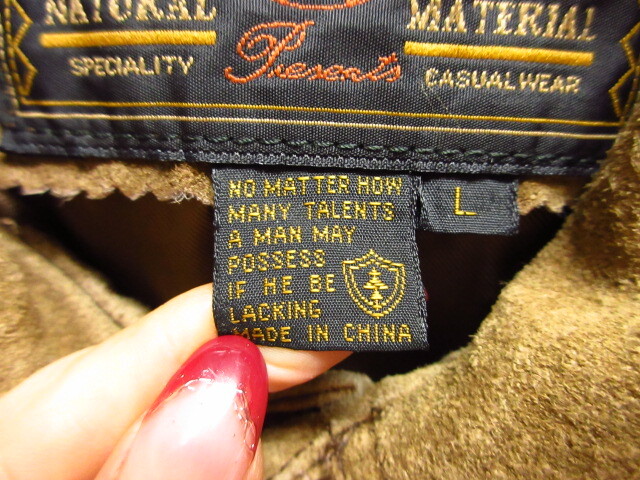 NATURAL MATERIAL
SPECIALITY Presents CASUAL WEAR
NO MATTER HOW
MANY TALENTS
A MAN MAY
POSSESS
IF HE BE
LACKING
MADE IN CHINA
L